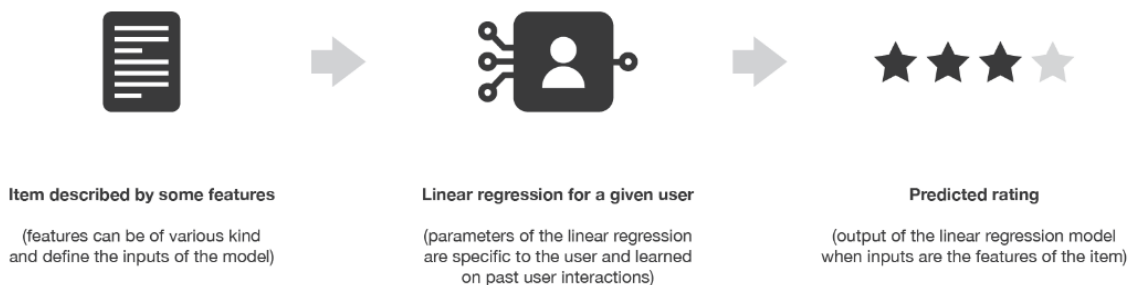 Item described by some features
(features can be of various kind
and define the inputs of the model)
Linear regression for a given user
(parameters of the linear regression
are specific to the user and learned
on past user interactions)
Predicted rating
(output of the linear regression model
when inputs are the features of the item)